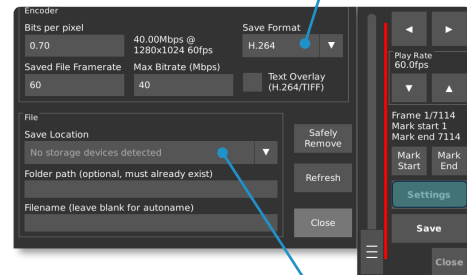 Encoder
Bits per pixel
0.70
40.00Mbps @
1280x1024 60fps
Save Format
H.264
Saved File Framerate
60
Max Bitrate (Mbps)
40
Text Overlay
(H.264/TIFF)
File
Save Location
No storage devices detected
Folder path (optional, must already exist)
Filename (leave blank for autoname)
Safely
Remove
Refresh
Close
Play Rate
60.0fps
Frame 1/7114
Mark start 1
Mark end 7114
Mark
Start
Mark
End
Settings
Save
Close